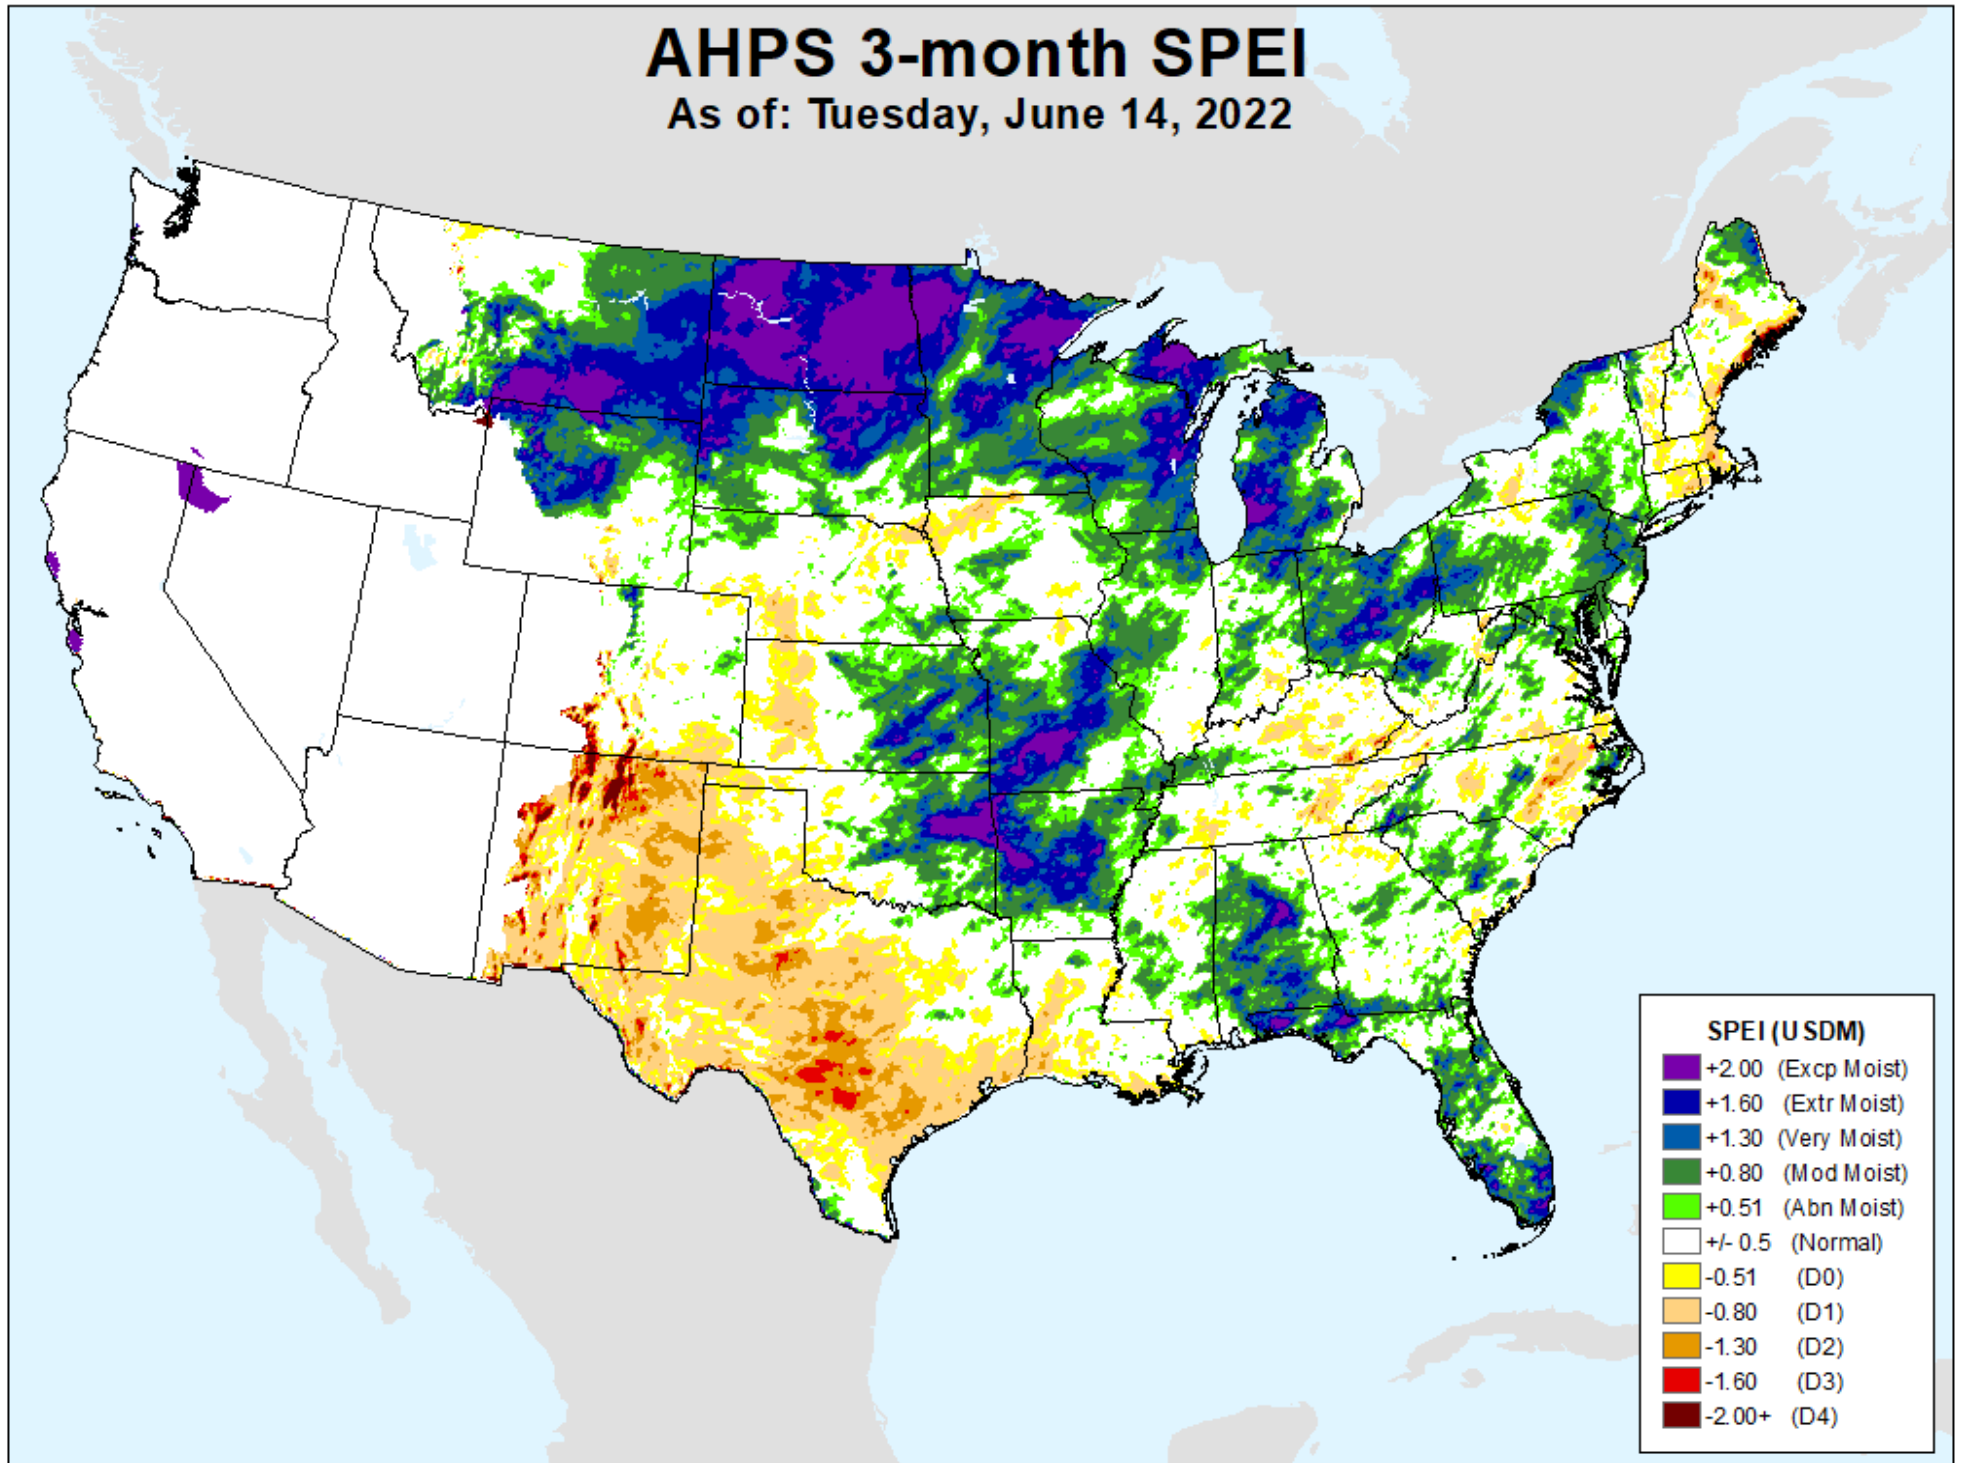 AHPS 3-month SPEI
As of: Tuesday, June 14, 2022
SPEI (USDM)
+2.00 (Excp Moist)
+1.60 (Extr Moist)
+1.30 (Very Moist)
+0.80 (Mod Moist)
+0.51 (Abn Moist)
+/- 0.5 (Normal)
-0.51 (D0)
-0.80 (D1)
-1.30 (D2)
-1.60 (D3)
-2.00+ (D4)